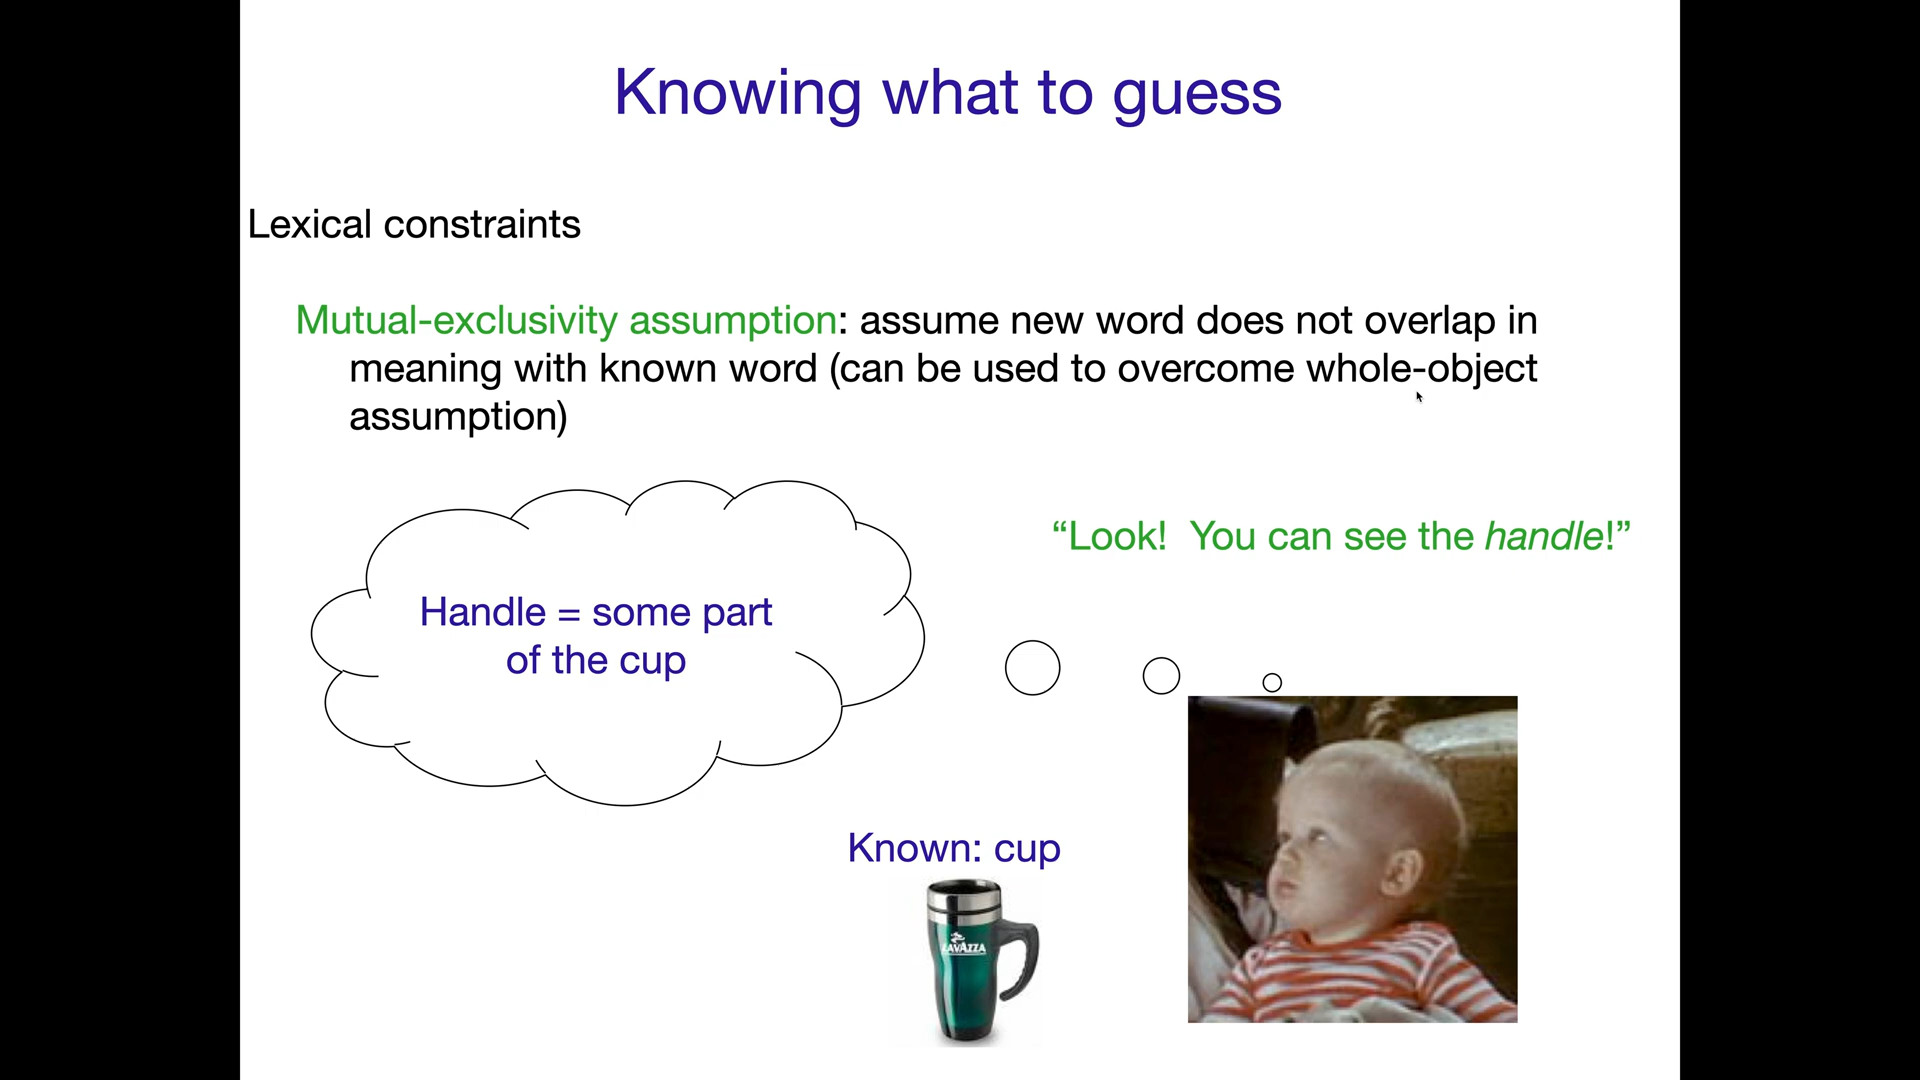 Knowing what to guess
Lexical constraints
Mutual-exclusivity assumption: assume new word does not overlap in
meaning with known word (can be used to overcome whole-object
assumption)
“Look!  You can see the handle!”
Handle = some part
of the cup
Known: cup
LAVAZZA